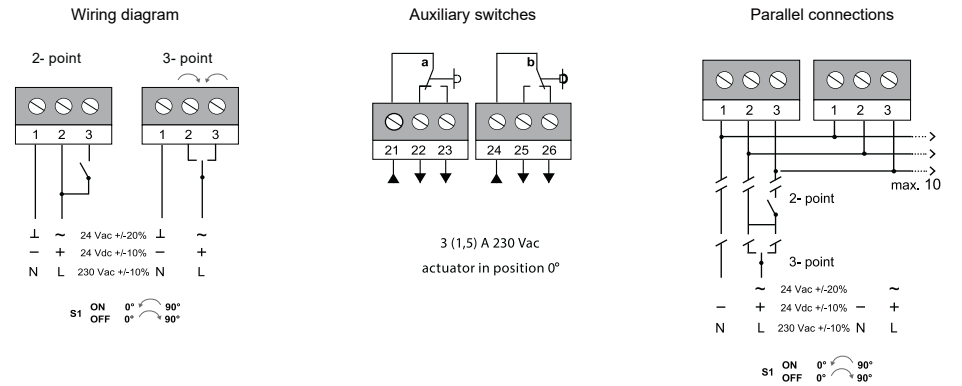 Wiring diagram
2- point
3- point
1 2 3
1 2 3
⊥ ~ 24 Vac +/-20% ⊥ ~
– + 24 Vdc +/-10% – +
N L 230 Vac +/-10% N L
S1 ON 0° 90°
OFF 0° 90°
Auxiliary switches
a
b
21 22 23
24 25 26
3 (1,5) A 230 Vac
actuator in position 0°
Parallel connections
1 2 3
1 2 3
max. 10
2- point
3- point
~ 24 Vac +/-20% ~
– + 24 Vdc +/-10% – +
N L 230 Vac +/-10% N L
S1 ON 0° 90°
OFF 0° 90°